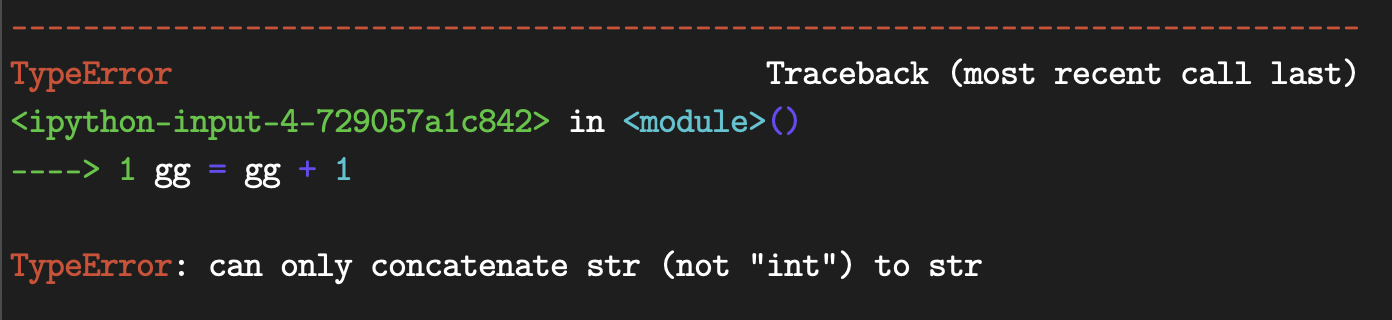 ---------------------------------------------------------------------------
TypeError                                 Traceback (most recent call last)
<ipython-input-4-729057a1c842> in <module>()
----> 1 gg = gg + 1

TypeError: can only concatenate str (not "int") to str